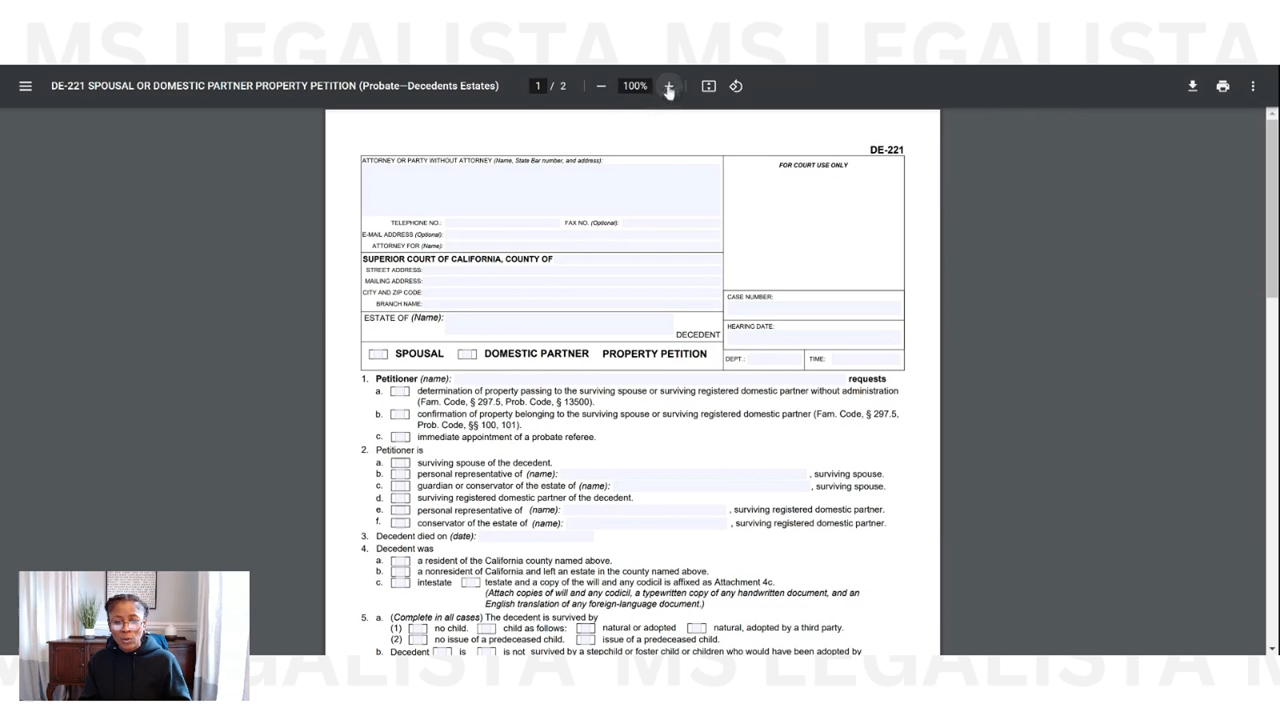 MS LEGALISTA MS LEGALISTA
DE-221 SPOUSAL OR DOMESTIC PARTNER PROPERTY PETITION (Probate—Decedents Estates)
1 / 2
100%
DE-221
ATTORNEY OR PARTY WITHOUT ATTORNEY (Name, State Bar number, and address):
FOR COURT USE ONLY
TELEPHONE NO.: FAX NO. (Optional):
E-MAIL ADDRESS (Optional):
ATTORNEY FOR (Name):
SUPERIOR COURT OF CALIFORNIA, COUNTY OF
STREET ADDRESS:
MAILING ADDRESS:
CITY AND ZIP CODE:
BRANCH NAME:
CASE NUMBER:
ESTATE OF (Name):
DECEDENT
HEARING DATE:
SPOUSAL DOMESTIC PARTNER PROPERTY PETITION
DEPT.: TIME:
1. Petitioner (name): requests
a. determination of property passing to the surviving spouse or surviving registered domestic partner without administration
(Fam. Code, § 297.5, Prob. Code, § 13500).
b. confirmation of property belonging to the surviving spouse or surviving registered domestic partner (Fam. Code, § 297.5,
Prob. Code, §§ 100, 101).
c. immediate appointment of a probate referee.
2. Petitioner is
a. surviving spouse of the decedent.
b. personal representative of (name): , surviving spouse.
c. guardian or conservator of the estate of (name): , surviving spouse.
d. surviving registered domestic partner of the decedent.
e. personal representative of (name): , surviving registered domestic partner.
f. conservator of the estate of (name): , surviving registered domestic partner.
3. Decedent died on (date):
4. Decedent was
a. a resident of the California county named above.
b. a nonresident of California and left an estate in the county named above.
c. intestate testate and a copy of the will and any codicil is affixed as Attachment 4c.
(Attach copies of will and any codicil, a typewritten copy of any handwritten document, and an
English translation of any foreign-language document.)
5. a. (Complete in all cases) The decedent is survived by
(1) no child. child as follows: natural or adopted natural, adopted by a third party.
(2) no issue of a predeceased child. issue of a predeceased child.
b. Decedent is is not survived by a stepchild or foster child or children who would have been adopted by
MS LEGALISTA